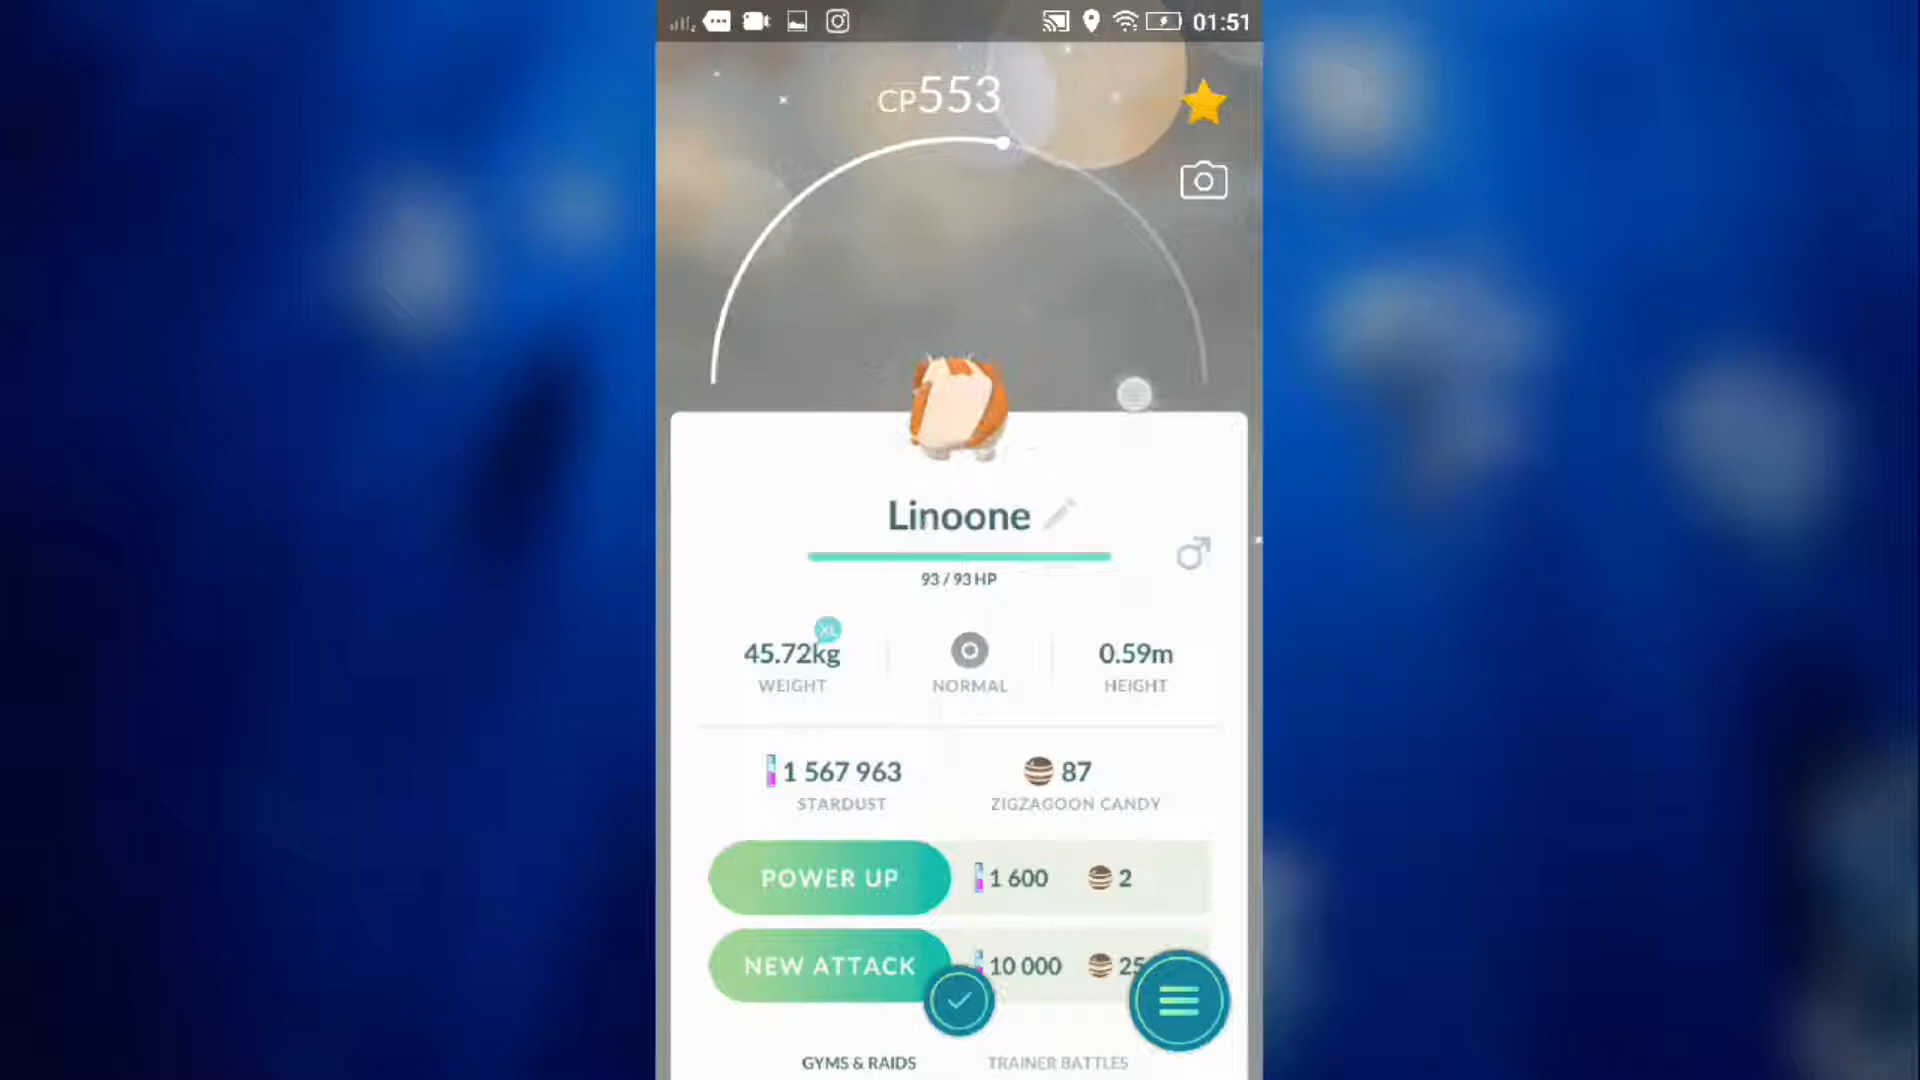 01:51
CP553
Linoone
93 / 93 HP
XL
45.72kg
WEIGHT
NORMAL
0.59m
HEIGHT
1 567 963
STARDUST
87
ZIGZAGOON CANDY
POWER UP
1 600
2
NEW ATTACK
10 000
25
GYMS & RAIDS
TRAINER BATTLES